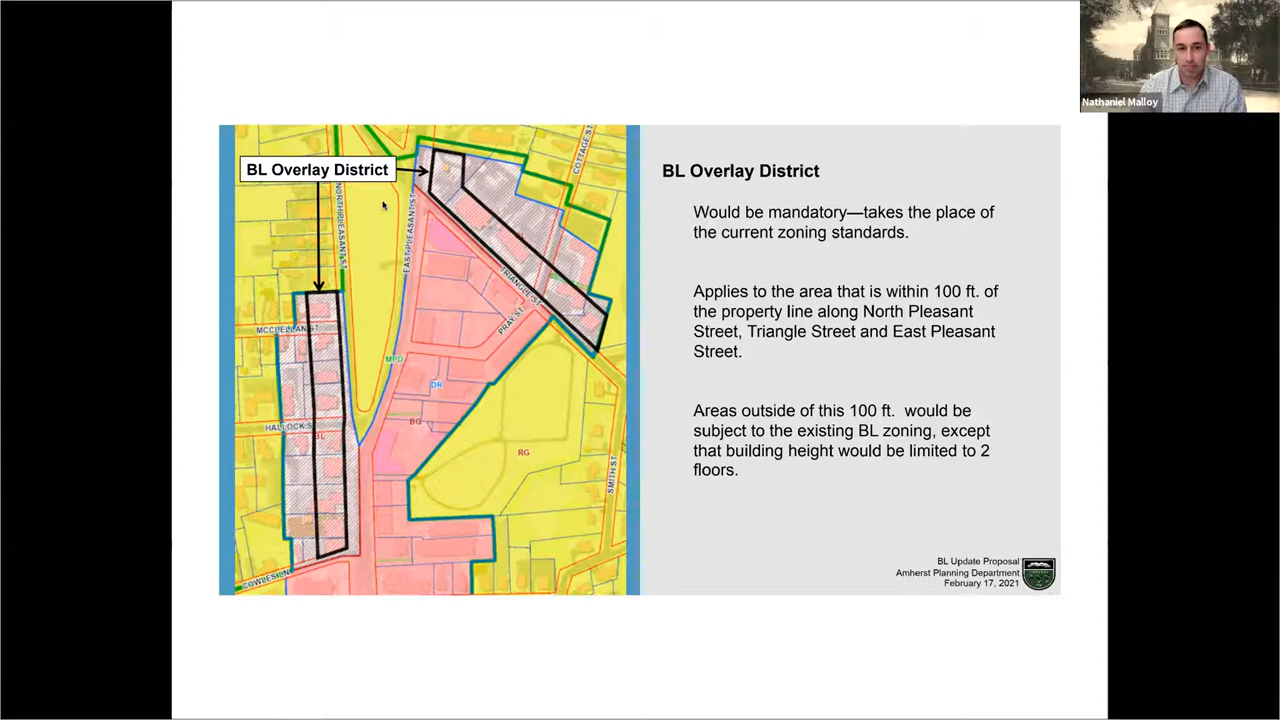 Nathaniel Malloy
BL Overlay District
NORTH PLEASANT ST
EAST PLEASANT ST
COTTAGE ST
TRIANGLE ST
PRAY ST
MCCLELLAN ST
MPD
DR
HALLOCK S
BL
BG
RG
SMITH ST
COWLES LN
BL Overlay District
Would be mandatory—takes the place of
the current zoning standards.
Applies to the area that is within 100 ft. of
the property line along North Pleasant
Street, Triangle Street and East Pleasant
Street.
Areas outside of this 100 ft. would be
subject to the existing BL zoning, except
that building height would be limited to 2
floors.
BL Update Proposal
Amherst Planning Department
February 17, 2021